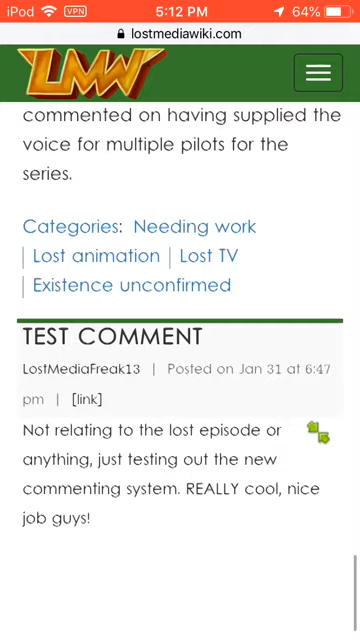 iPod VPN 5:12 PM 64%
lostmediawiki.com
LMW
commented on having supplied the
voice for multiple pilots for the
series.
Categories: Needing work
| Lost animation | Lost TV
| Existence unconfirmed
TEST COMMENT
LostMediaFreak13 | Posted on Jan 31 at 6:47
pm | [link]
Not relating to the lost episode or
anything, just testing out the new
commenting system. REALLY cool, nice
job guys!